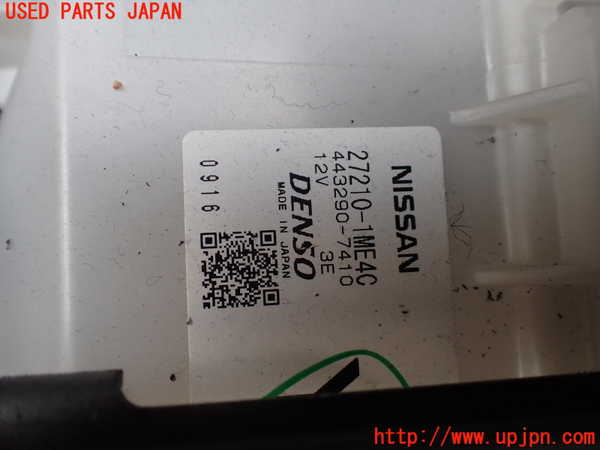 USED PARTS JAPAN
NISSAN
27210-1ME4C
443290-7410
12V 3E
DENSO
MADE IN JAPAN
0916
http://www.upjpn.com/